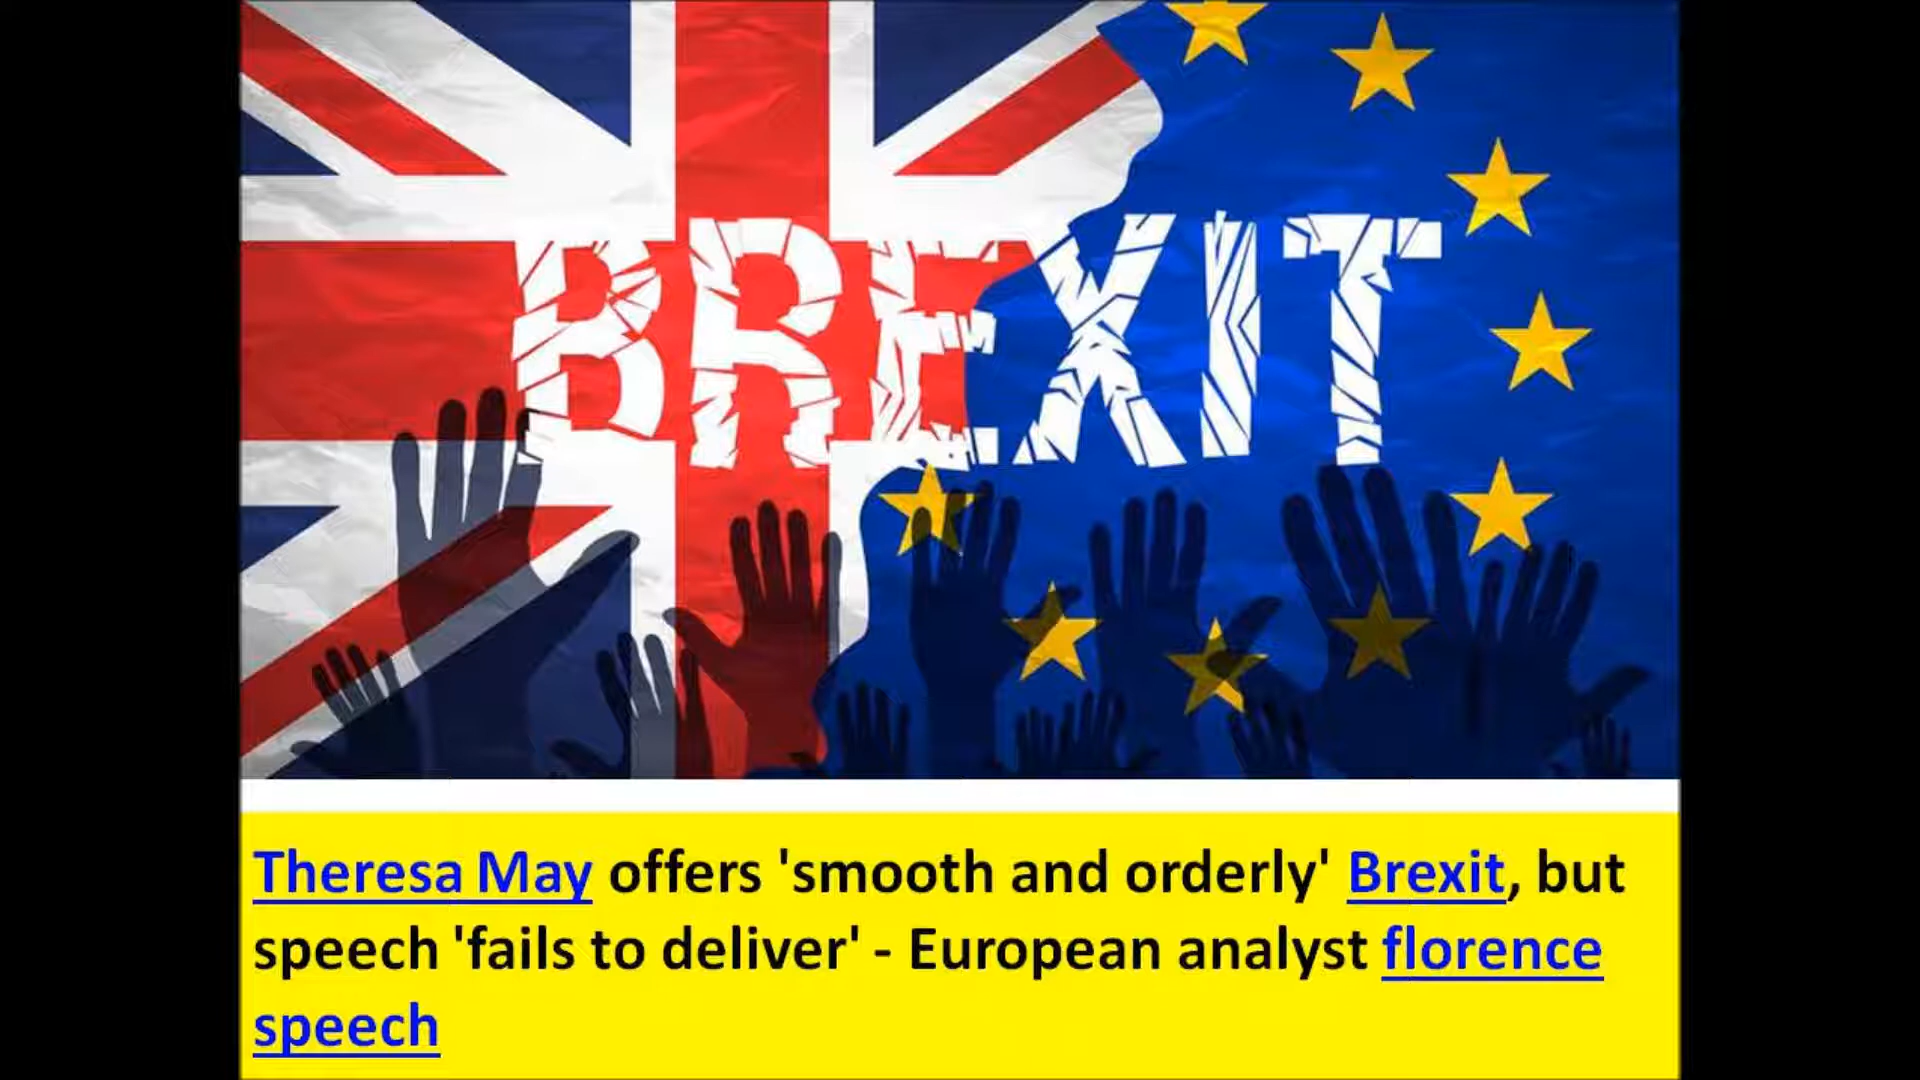 BREXIT
Theresa May offers 'smooth and orderly' Brexit, but
speech 'fails to deliver' - European analyst florence
speech